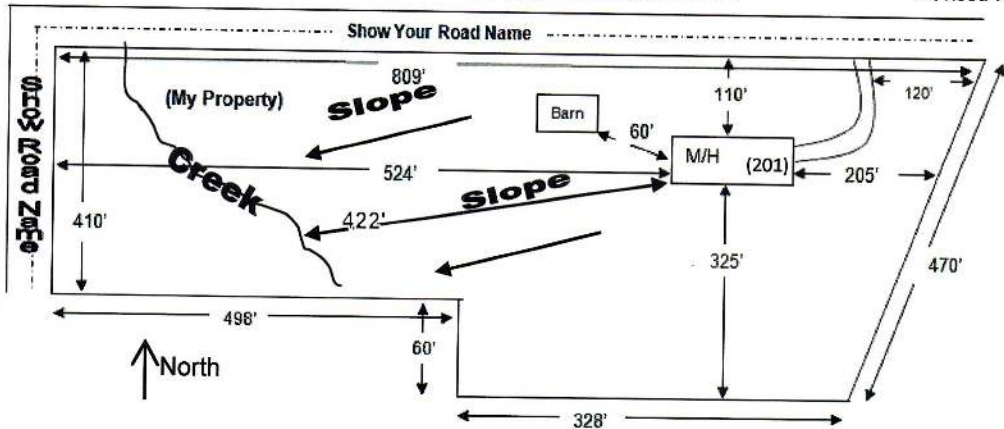 Show Your Road Name
Show Road Name
809'
(My Property)
Slope
110'
120'
Barn
60'
M/H
(201)
Creek
524'
205'
Slope
410'
422'
325'
470'
498'
60'
North
328'